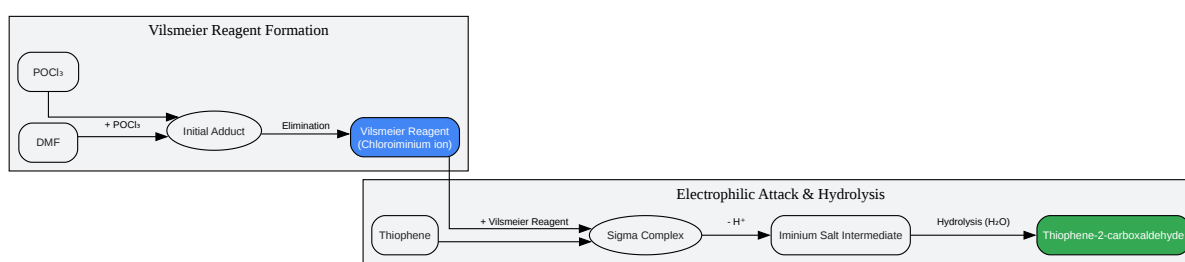 Vilsmeier Reagent Formation
POCl₃
DMF
+ POCl₃
Initial Adduct
Elimination
Vilsmeier Reagent
(Chloroiminium ion)
Electrophilic Attack & Hydrolysis
Thiophene
+ Vilsmeier Reagent
Sigma Complex
- H⁺
Iminium Salt Intermediate
Hydrolysis (H₂O)
Thiophene-2-carboxaldehyde